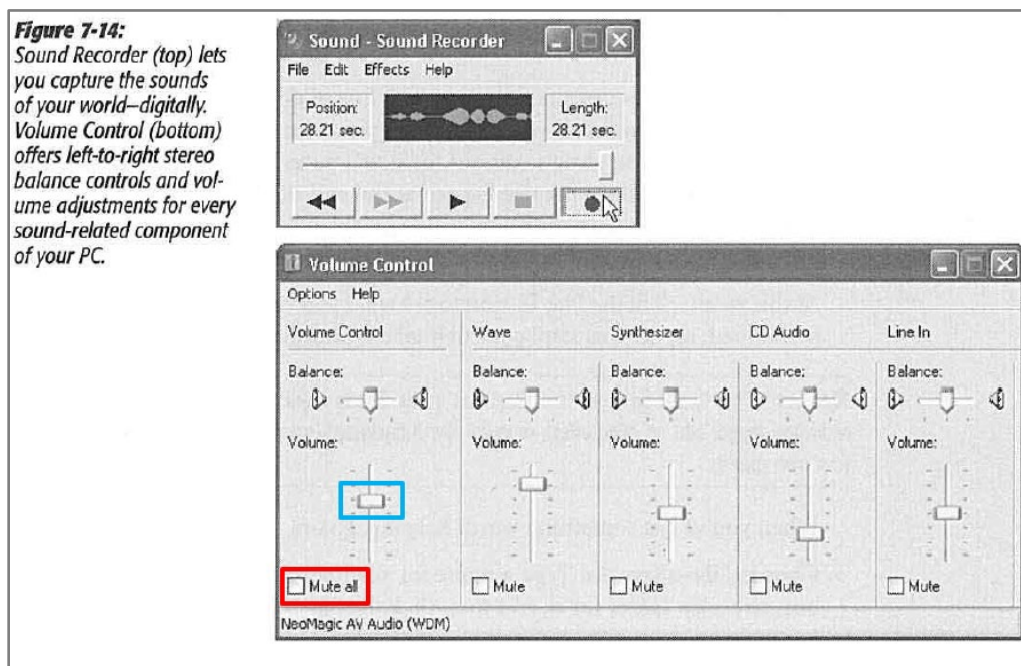 Figure 7-14:
Sound Recorder (top) lets
you capture the sounds
of your world—digitally.
Volume Control (bottom)
offers left-to-right stereo
balance controls and vol-
ume adjustments for every
sound-related component
of your PC.
Sound - Sound Recorder
File Edit Effects Help
Position:
28.21 sec.
Length:
28.21 sec.
Volume Control
Options Help
Volume Control Wave Synthesizer CD Audio Line In
Balance: Balance: Balance: Balance: Balance:
Volume: Volume: Volume: Volume: Volume:
Mute all Mute Mute Mute Mute
NeoMagic AV Audio (WDM)